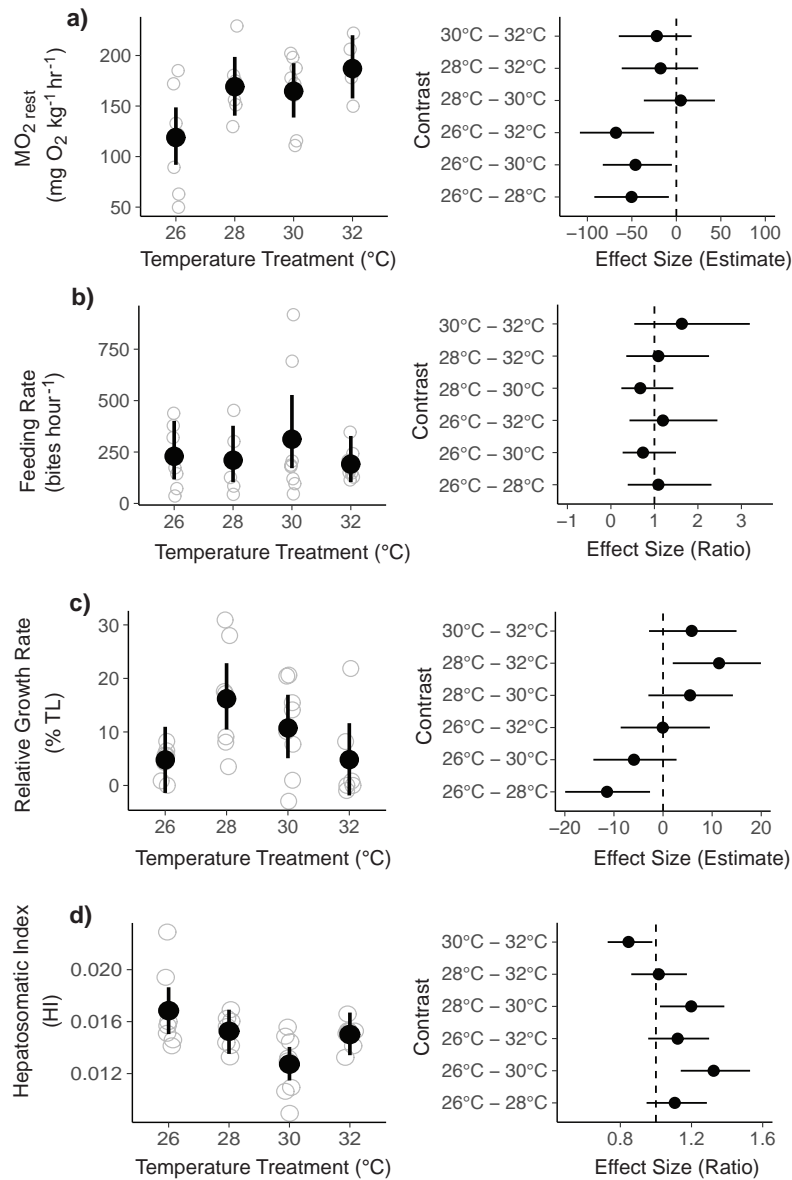 a)
MO2 rest
(mg O2 kg-1 hr-1)
200
150
100
50
26 28 30 32
Temperature Treatment (°C)
Contrast
30°C – 32°C
28°C – 32°C
28°C – 30°C
26°C – 32°C
26°C – 30°C
26°C – 28°C
−100 −50 0 50 100
Effect Size (Estimate)
b)
Feeding Rate
(bites hour-1)
750
500
250
0
26 28 30 32
Temperature Treatment (°C)
Contrast
30°C – 32°C
28°C – 32°C
28°C – 30°C
26°C – 32°C
26°C – 30°C
26°C – 28°C
−1 0 1 2 3
Effect Size (Ratio)
c)
Relative Growth Rate
(% TL)
30
20
10
0
26 28 30 32
Temperature Treatment (°C)
Contrast
30°C – 32°C
28°C – 32°C
28°C – 30°C
26°C – 32°C
26°C – 30°C
26°C – 28°C
−20 −10 0 10 20
Effect Size (Estimate)
d)
Hepatosomatic Index
(HI)
0.020
0.016
0.012
26 28 30 32
Temperature Treatment (°C)
Contrast
30°C – 32°C
28°C – 32°C
28°C – 30°C
26°C – 32°C
26°C – 30°C
26°C – 28°C
0.8 1.2 1.6
Effect Size (Ratio)